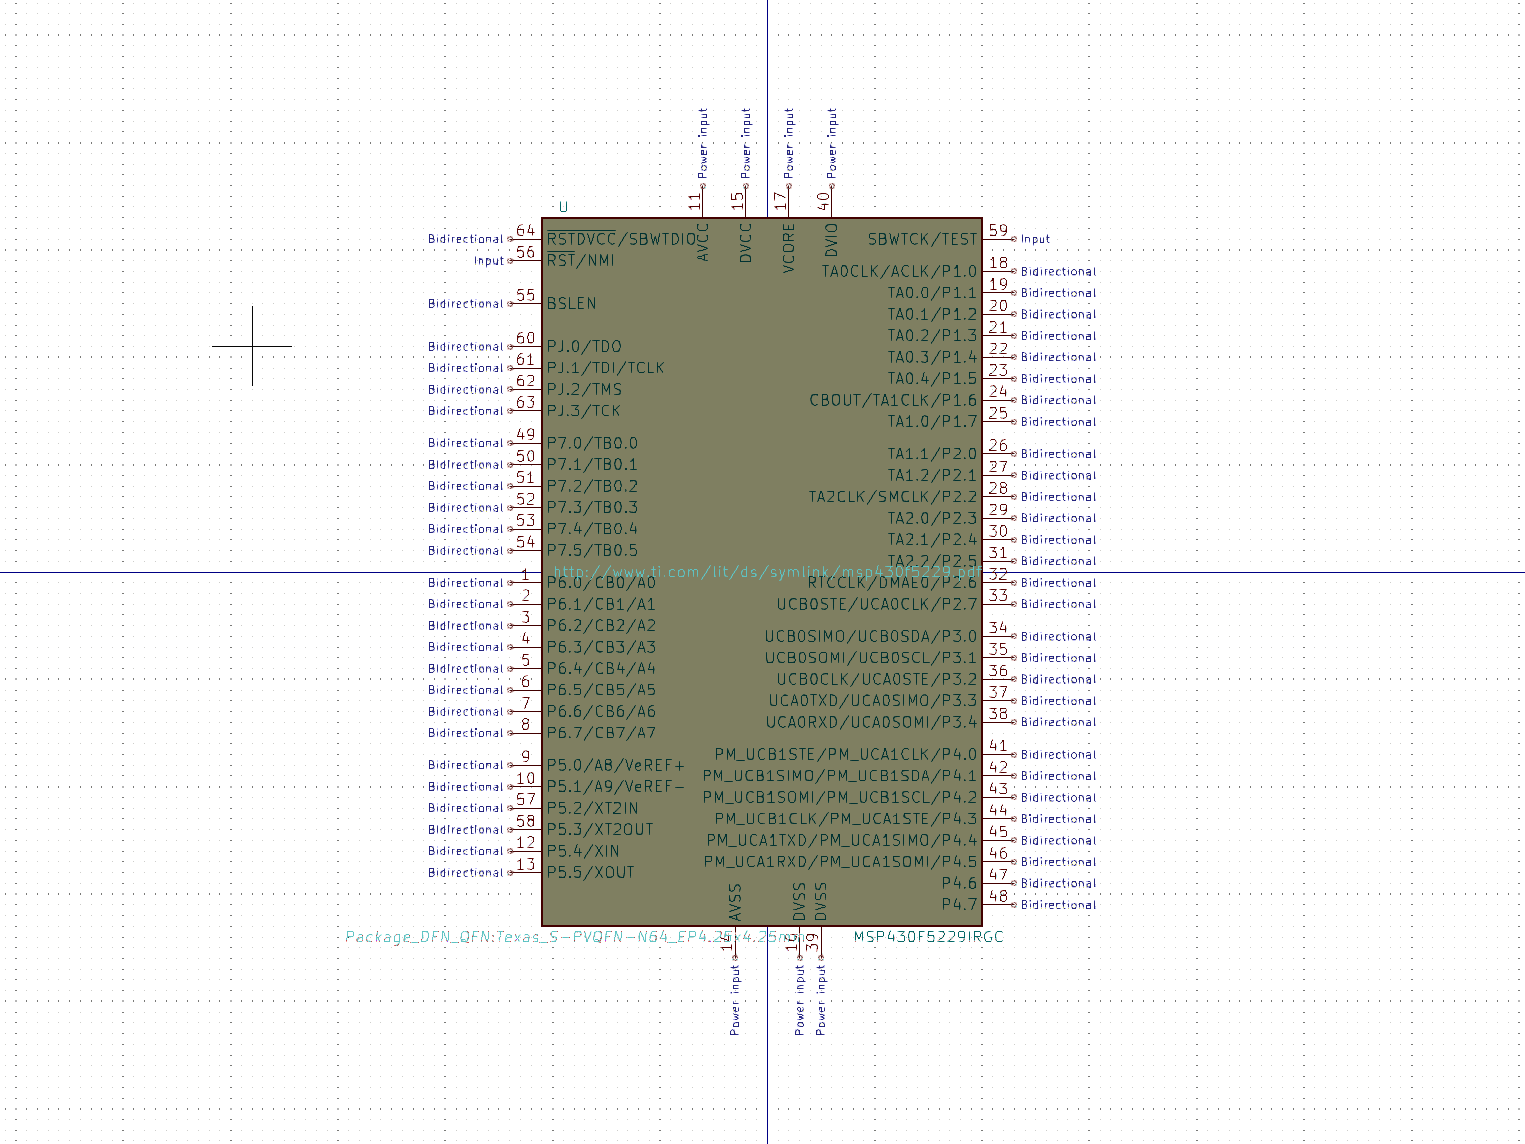 Power input Power input Power input Power input
11 15 17 40
U
AVCC DVCC VCORE DVIO
Bidirectional 64 RSTDVCC/SBWTDIO
Input 56 RST/NMI
Bidirectional 55 BSLEN
Bidirectional 60 PJ.0/TDO
Bidirectional 61 PJ.1/TDI/TCLK
Bidirectional 62 PJ.2/TMS
Bidirectional 63 PJ.3/TCK
Bidirectional 49 P7.0/TB0.0
Bidirectional 50 P7.1/TB0.1
Bidirectional 51 P7.2/TB0.2
Bidirectional 52 P7.3/TB0.3
Bidirectional 53 P7.4/TB0.4
Bidirectional 54 P7.5/TB0.5
Bidirectional 1 P6.0/CB0/A0
Bidirectional 2 P6.1/CB1/A1
Bidirectional 3 P6.2/CB2/A2
Bidirectional 4 P6.3/CB3/A3
Bidirectional 5 P6.4/CB4/A4
Bidirectional 6 P6.5/CB5/A5
Bidirectional 7 P6.6/CB6/A6
Bidirectional 8 P6.7/CB7/A7
Bidirectional 9 P5.0/A8/VeREF+
Bidirectional 10 P5.1/A9/VeREF-
Bidirectional 57 P5.2/XT2IN
Bidirectional 58 P5.3/XT2OUT
Bidirectional 12 P5.4/XIN
Bidirectional 13 P5.5/XOUT
SBWTCK/TEST 59 Input
TA0CLK/ACLK/P1.0 18 Bidirectional
TA0.0/P1.1 19 Bidirectional
TA0.1/P1.2 20 Bidirectional
TA0.2/P1.3 21 Bidirectional
TA0.3/P1.4 22 Bidirectional
TA0.4/P1.5 23 Bidirectional
CBOUT/TA1CLK/P1.6 24 Bidirectional
TA1.0/P1.7 25 Bidirectional
TA1.1/P2.0 26 Bidirectional
TA1.2/P2.1 27 Bidirectional
TA2CLK/SMCLK/P2.2 28 Bidirectional
TA2.0/P2.3 29 Bidirectional
TA2.1/P2.4 30 Bidirectional
TA2.2/P2.5 31 Bidirectional
http://www.ti.com/lit/ds/symlink/msp430f5229.pdf
RTCCLK/DMAE0/P2.6 32 Bidirectional
UCB0STE/UCA0CLK/P2.7 33 Bidirectional
UCB0SIMO/UCB0SDA/P3.0 34 Bidirectional
UCB0SOMI/UCB0SCL/P3.1 35 Bidirectional
UCB0CLK/UCA0STE/P3.2 36 Bidirectional
UCA0TXD/UCA0SIMO/P3.3 37 Bidirectional
UCA0RXD/UCA0SOMI/P3.4 38 Bidirectional
PM_UCB1STE/PM_UCA1CLK/P4.0 41 Bidirectional
PM_UCB1SIMO/PM_UCB1SDA/P4.1 42 Bidirectional
PM_UCB1SOMI/PM_UCB1SCL/P4.2 43 Bidirectional
PM_UCB1CLK/PM_UCA1STE/P4.3 44 Bidirectional
PM_UCA1TXD/PM_UCA1SIMO/P4.4 45 Bidirectional
PM_UCA1RXD/PM_UCA1SOMI/P4.5 46 Bidirectional
P4.6 47 Bidirectional
P4.7 48 Bidirectional
AVSS DVSS DVSS
Package_DFN_QFN:Texas_S-PVQFN-N64_EP4.25x4.25mm
MSP430F5229IRGC
39
Power input Power input Power input